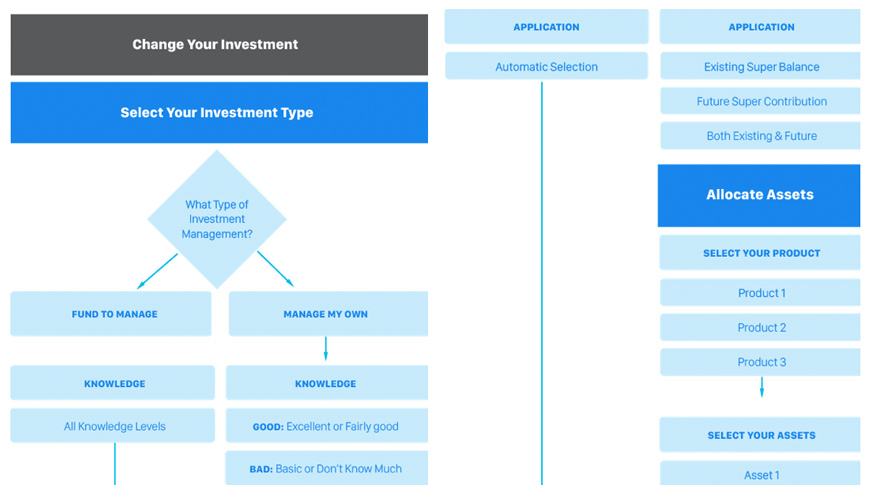 Change Your Investment
Select Your Investment Type
What Type of
Investment
Management?
FUND TO MANAGE
MANAGE MY OWN
KNOWLEDGE
KNOWLEDGE
All Knowledge Levels
GOOD: Excellent or Fairly good
BAD: Basic or Don't Know Much
APPLICATION
Automatic Selection
APPLICATION
Existing Super Balance
Future Super Contribution
Both Existing & Future
Allocate Assets
SELECT YOUR PRODUCT
Product 1
Product 2
Product 3
SELECT YOUR ASSETS
Asset 1